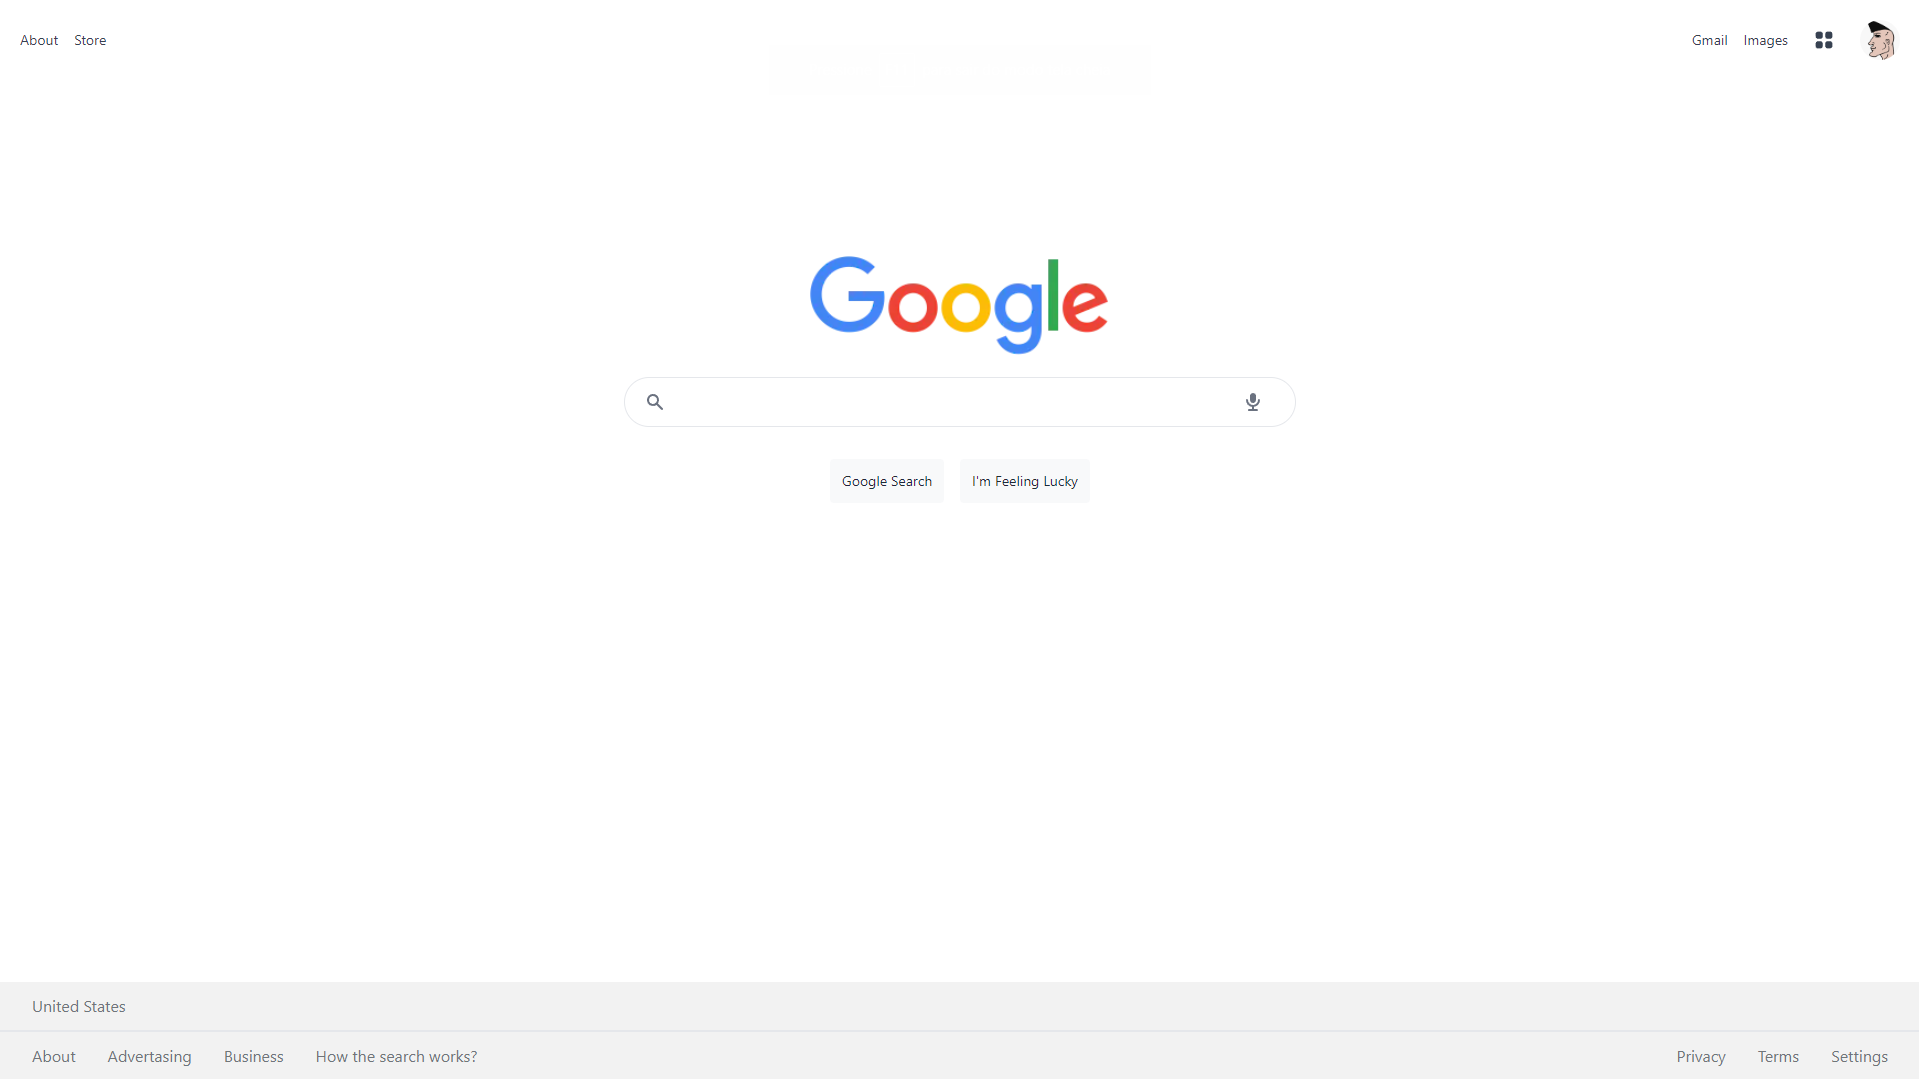 About Store
Gmail Images
Google
Google Search I'm Feeling Lucky
United States
About Advertasing Business How the search works?
Privacy Terms Settings